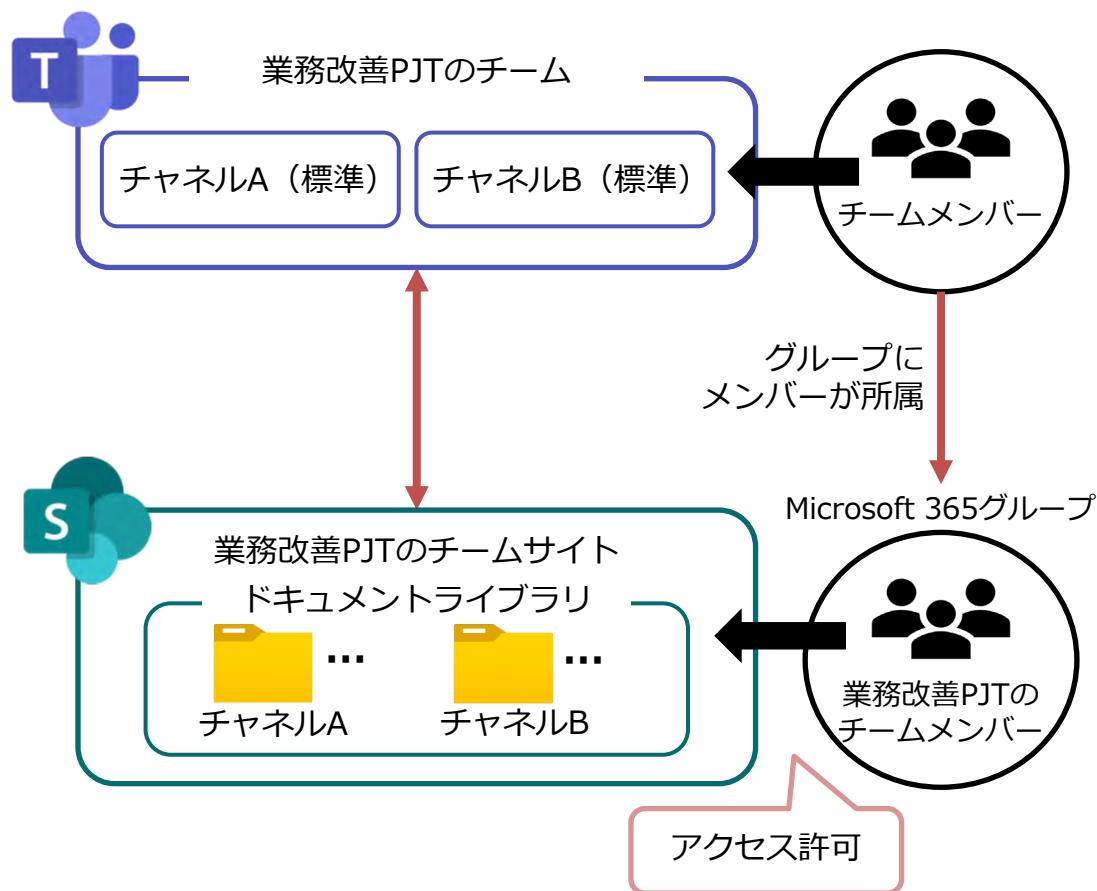 T
業務改善PJTのチーム
チャネルA（標準）
チャネルB（標準）
チームメンバー
グループに
メンバーが所属
Microsoft 365グループ
S
業務改善PJTのチームサイト
ドキュメントライブラリ
…
…
チャネルA
チャネルB
業務改善PJTの
チームメンバー
アクセス許可